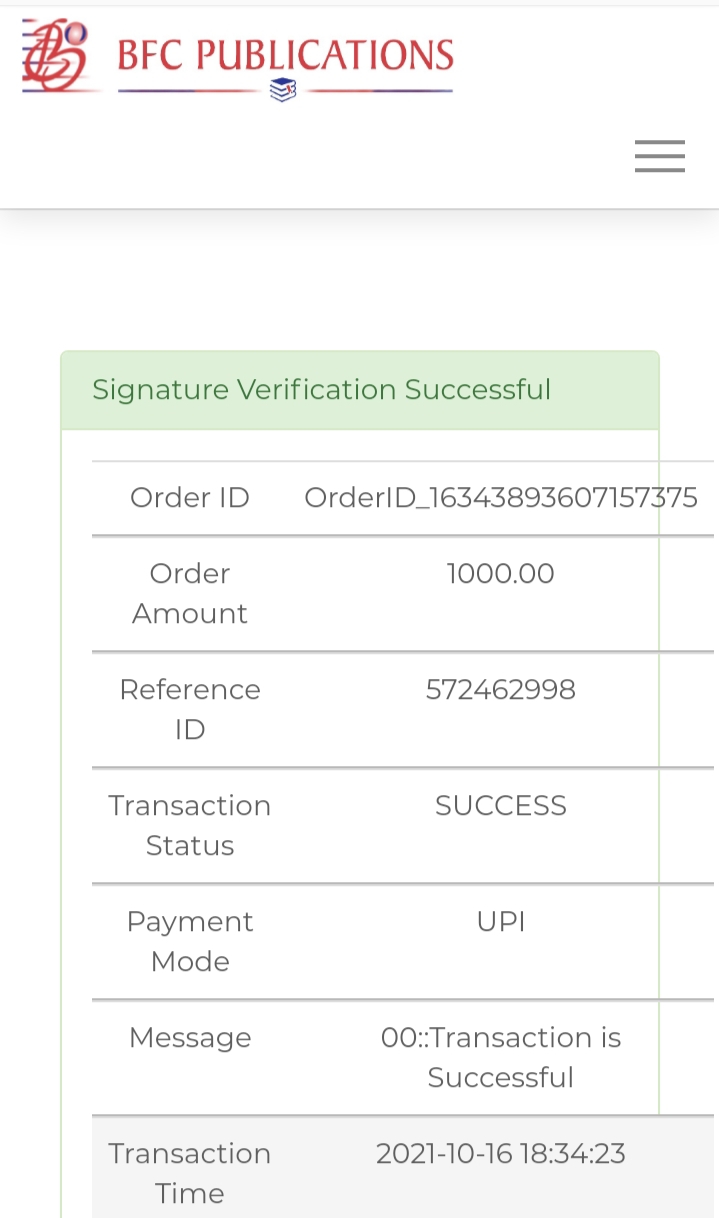 BFC PUBLICATIONS
Signature Verification Successful
Order ID OrderID_16343893607157375
Order 1000.00
Amount
Reference 572462998
ID
Transaction SUCCESS
Status
Payment UPI
Mode
Message 00::Transaction is
Successful
Transaction 2021-10-16 18:34:23
Time